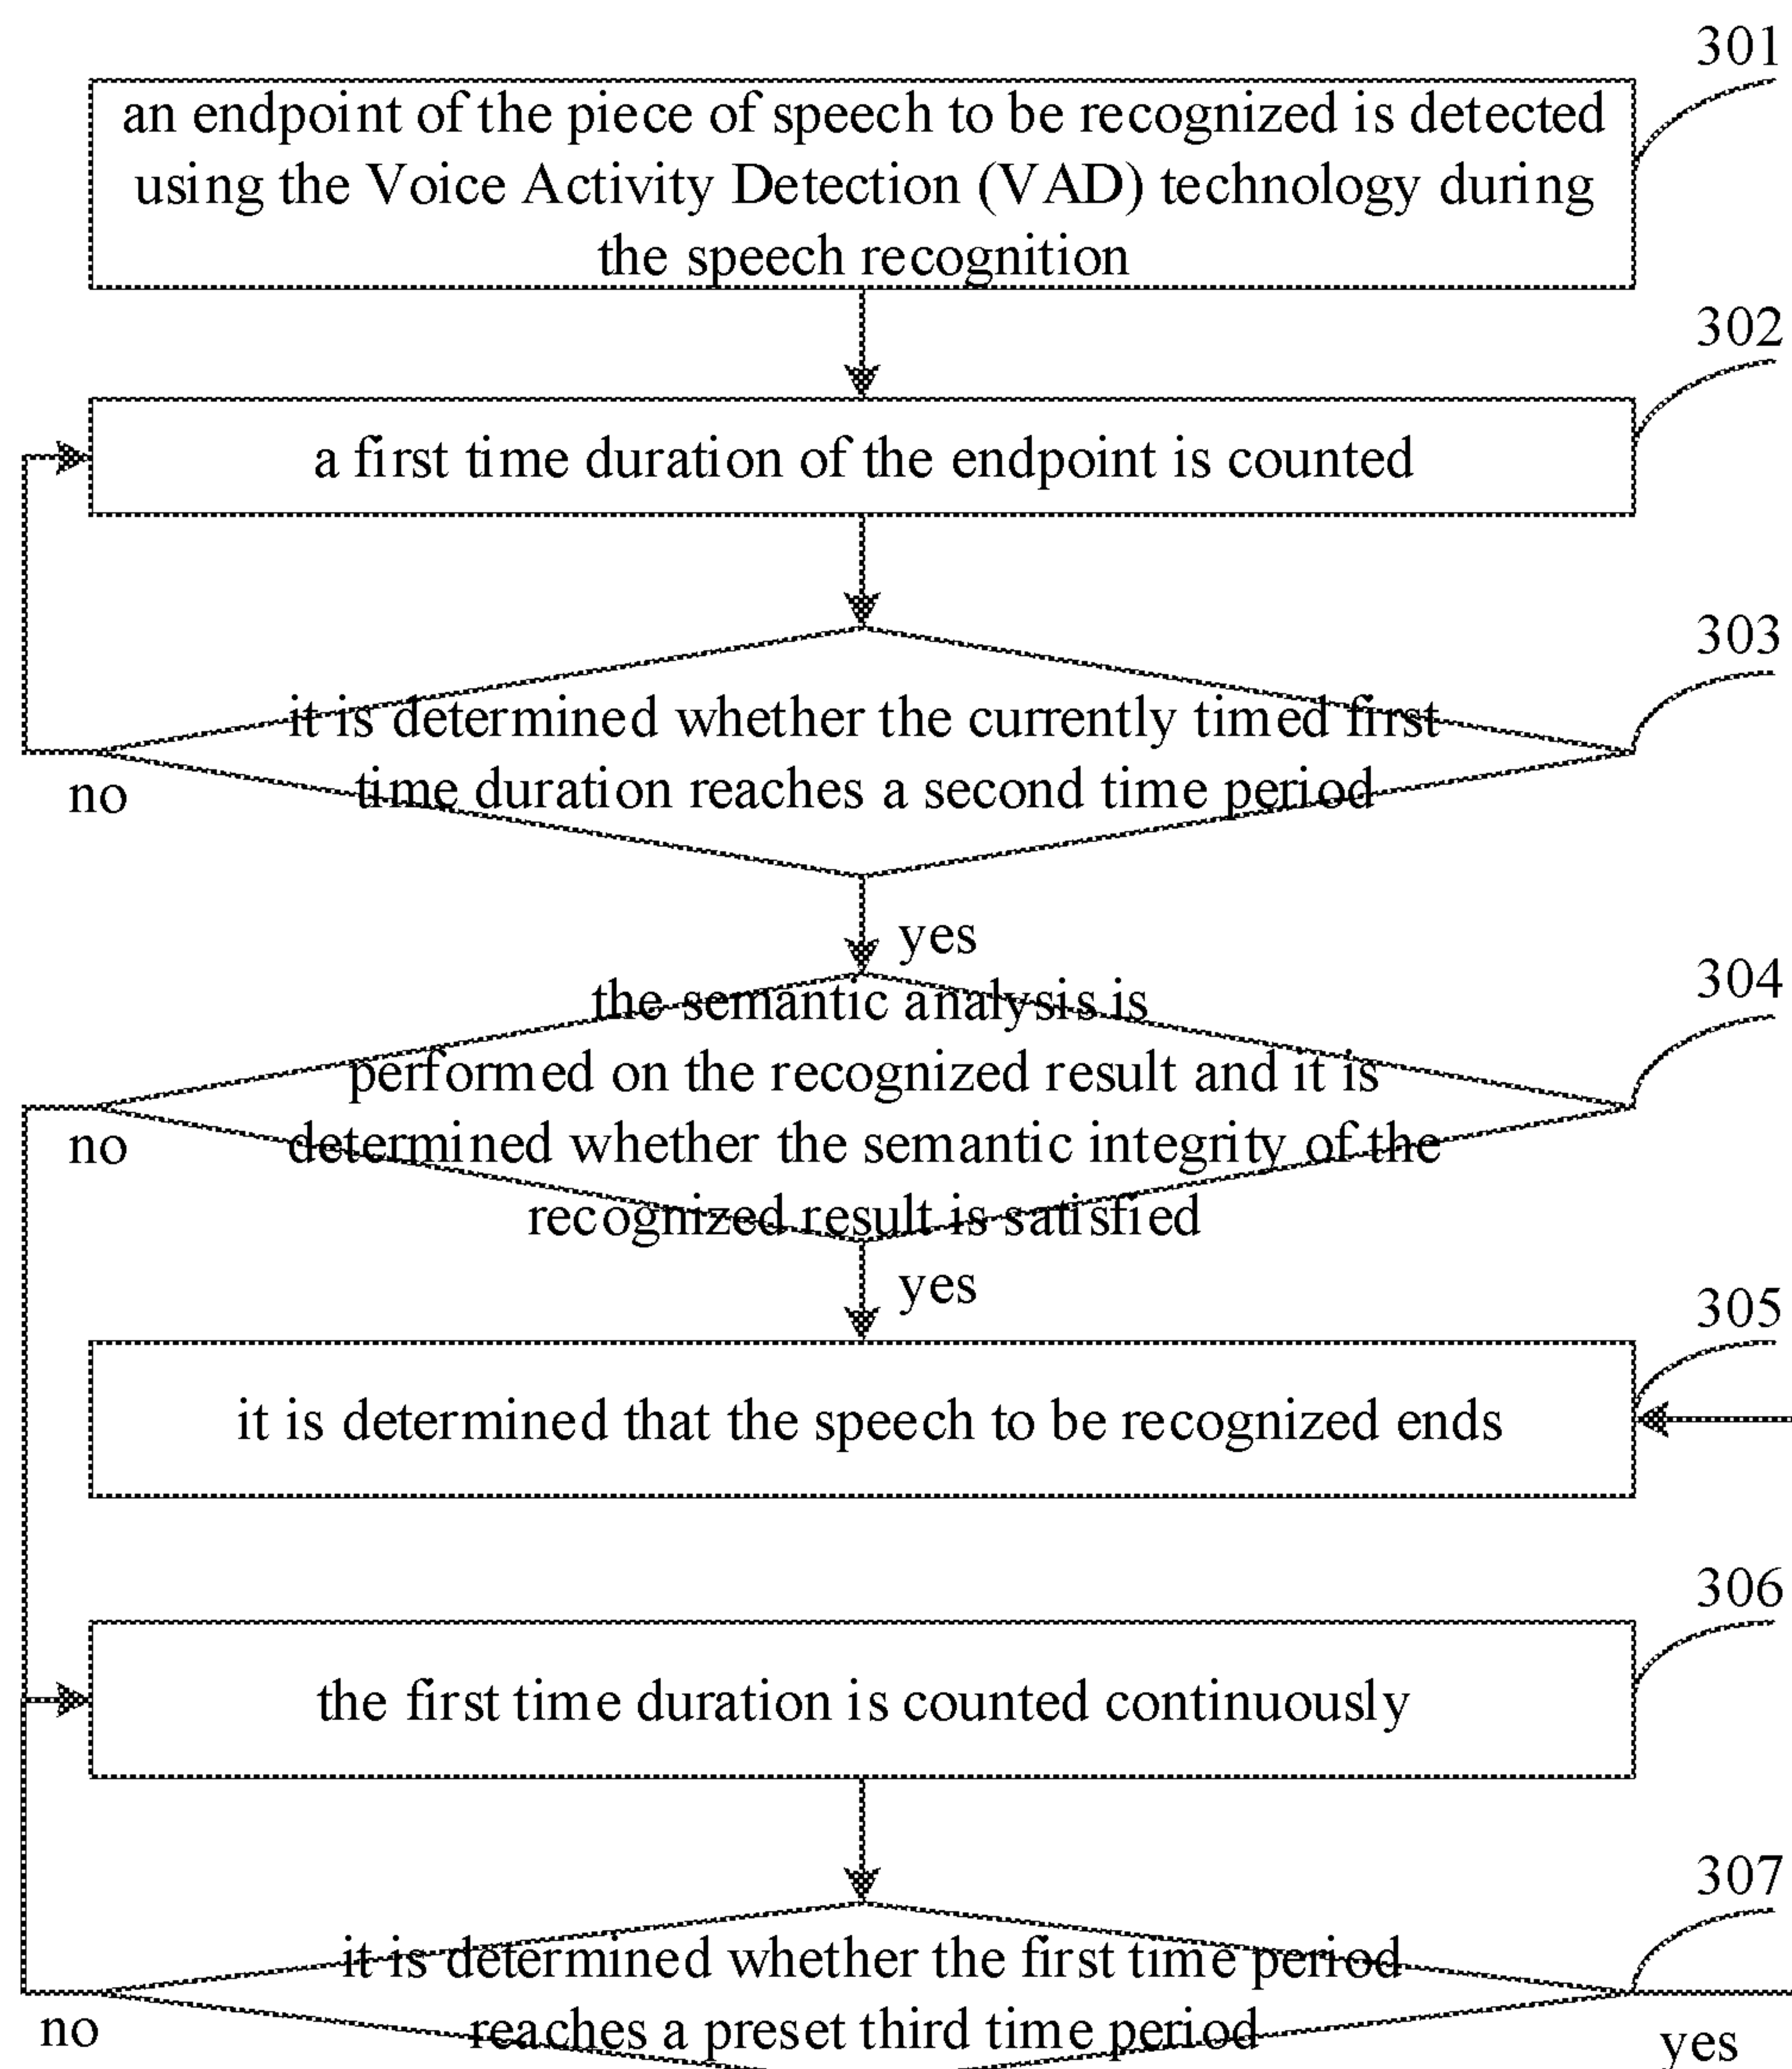 301
an endpoint of the piece of speech to be recognized is detected
using the Voice Activity Detection (VAD) technology during
the speech recognition
302
a first time duration of the endpoint is counted
303
it is determined whether the currently timed first
time duration reaches a second time period
no
yes
304
the semantic analysis is
performed on the recognized result and it is
determined whether the semantic integrity of the
recognized result is satisfied
no
yes
305
it is determined that the speech to be recognized ends
306
the first time duration is counted continuously
307
it is determined whether the first time period
reaches a preset third time period
no
yes